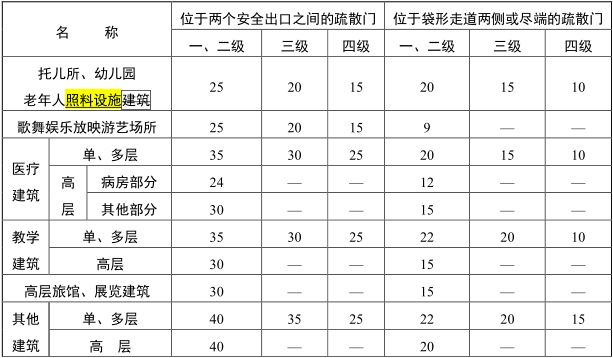 名 称 位于两个安全出口之间的疏散门 位于袋形走道两侧或尽端的疏散门
一、二级 三级 四级 一、二级 三级 四级
托儿所、幼儿园
老年人照料设施建筑 25 20 15 20 15 10
歌舞娱乐放映游艺场所 25 20 15 9 — —
医疗建筑 单、多层 35 30 25 20 15 10
高层 病房部分 24 — — 12 — —
其他部分 30 — — 15 — —
教学建筑 单、多层 35 30 25 22 20 10
高层 30 — — 15 — —
高层旅馆、展览建筑 30 — — 15 — —
其他建筑 单、多层 40 35 25 22 20 15
高 层 40 — — 20 — —